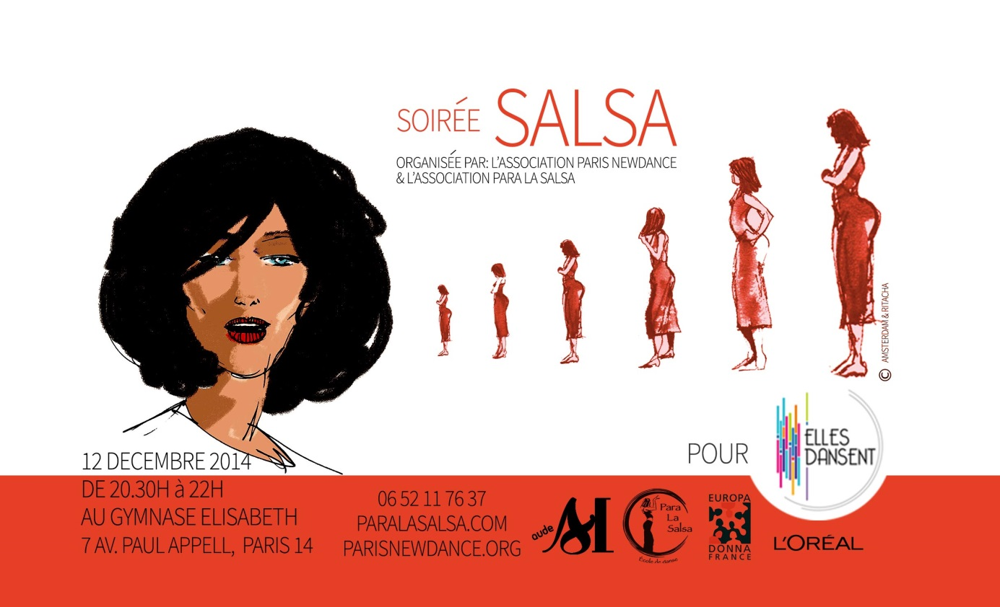 SOIRÉE SALSA
ORGANISÉE PAR: L'ASSOCIATION PARIS NEWDANCE
& L'ASSOCIATION PARA LA SALSA
© AMSTERDAM & RITACHA
POUR
ELLES
DANSENT
12 DECEMBRE 2014
DE 20.30H à 22H
AU GYMNASE ELISABETH
7 AV. PAUL APPELL, PARIS 14
06 52 11 76 37
PARALASALSA.COM
PARISNEWDANCE.ORG
aude
Para
La
Salsa
École de danse
EUROPA
DONNA
FRANCE
L'ORÉAL